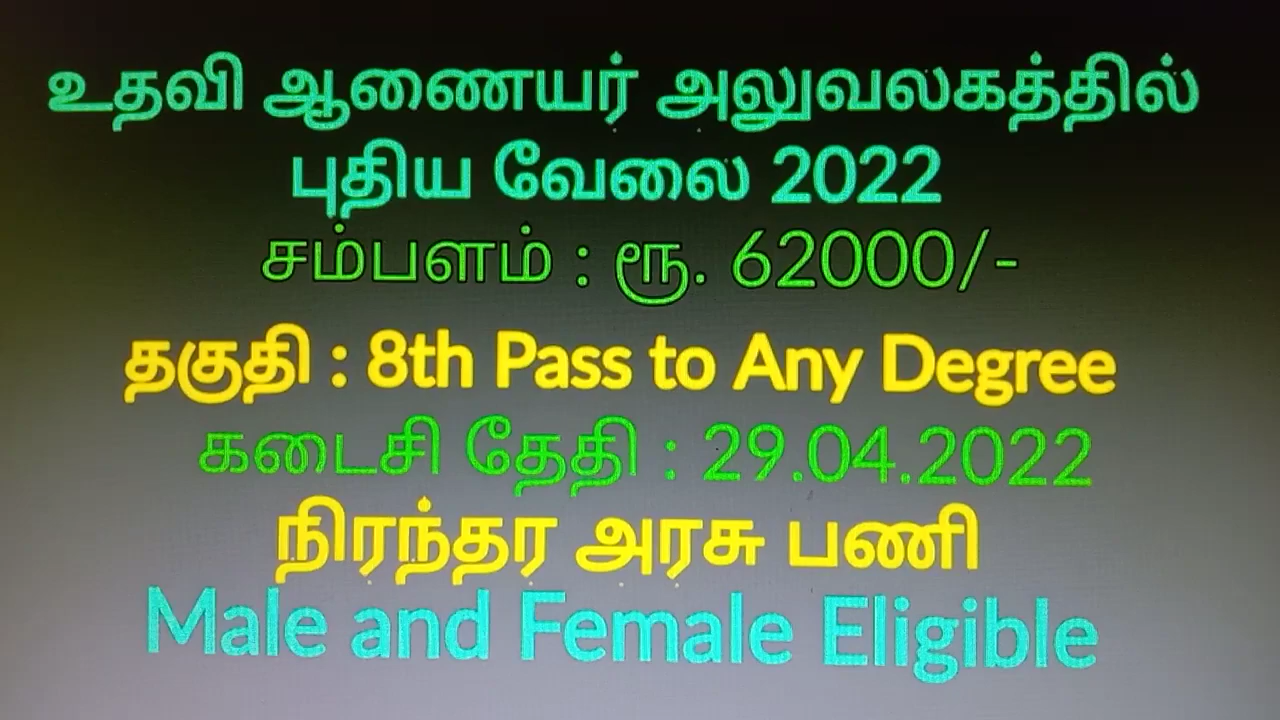 உதவி ஆணையர் அலுவலகத்தில்
புதிய வேலை 2022
சம்பளம் : ரூ. 62000/-
தகுதி : 8th Pass to Any Degree
கடைசி தேதி : 29.04.2022
நிரந்தர அரசு பணி
Male and Female Eligible